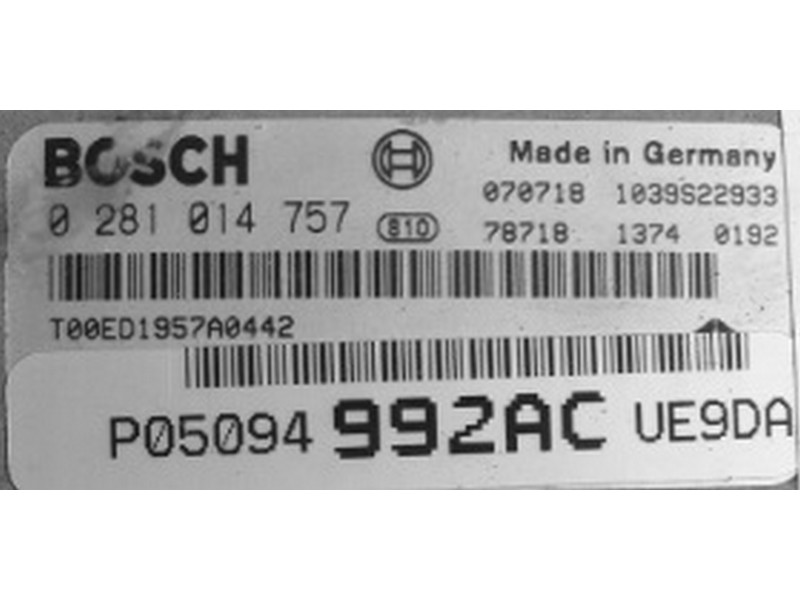 BOSCH
Made in Germany
070718 1039S22933
0 281 014 757
810
78718 1374 0192
T00ED1957A0442
P05094 992AC UE9DA